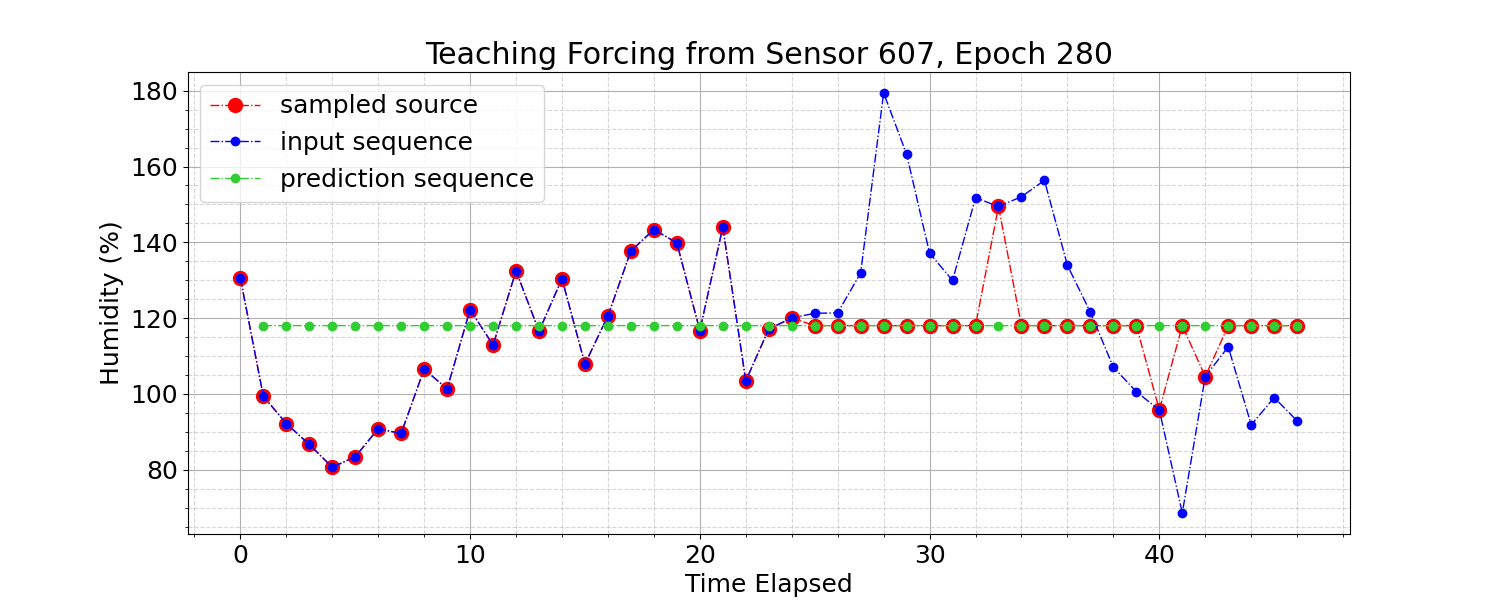 Teaching Forcing from Sensor 607, Epoch 280
sampled source
input sequence
prediction sequence
Humidity (%)
180
160
140
120
100
80
0 10 20 30 40
Time Elapsed